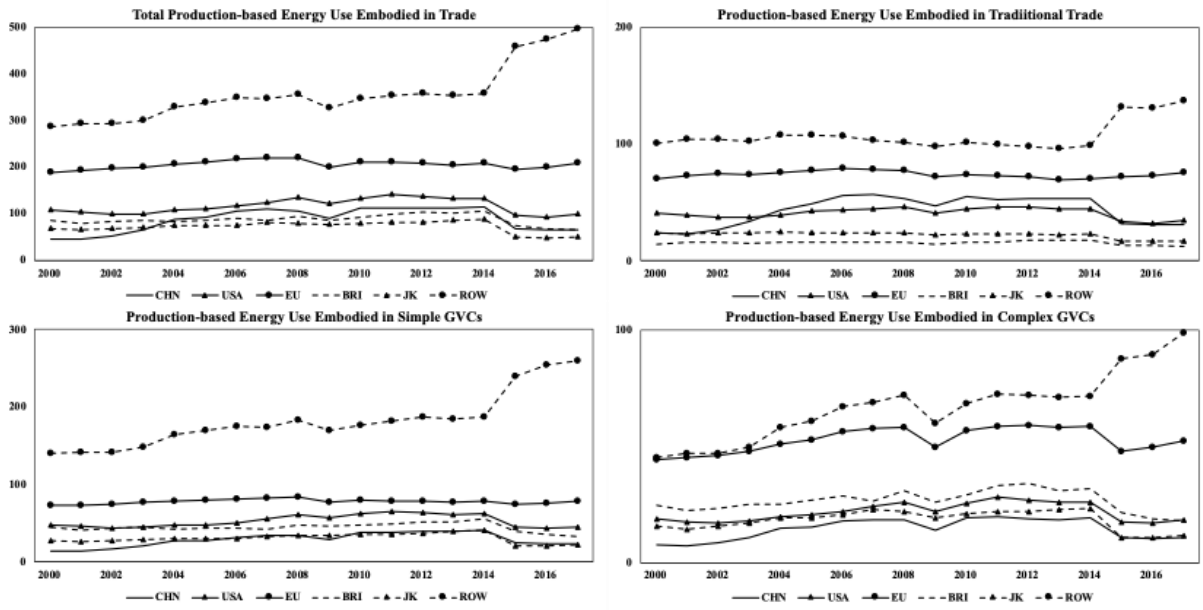 Total Production-based Energy Use Embodied in Trade
500
400
300
200
100
0
2000 2002 2004 2006 2008 2010 2012 2014 2016
CHN USA EU BRI JK ROW
Production-based Energy Use Embodied in Tradiitional Trade
200
100
0
2000 2002 2004 2006 2008 2010 2012 2014 2016
CHN USA EU BRI JK ROW
Production-based Energy Use Embodied in Simple GVCs
300
200
100
0
2000 2002 2004 2006 2008 2010 2012 2014 2016
CHN USA EU BRI JK ROW
Production-based Energy Use Embodied in Complex GVCs
100
0
2000 2002 2004 2006 2008 2010 2012 2014 2016
CHN USA EU BRI JK ROW